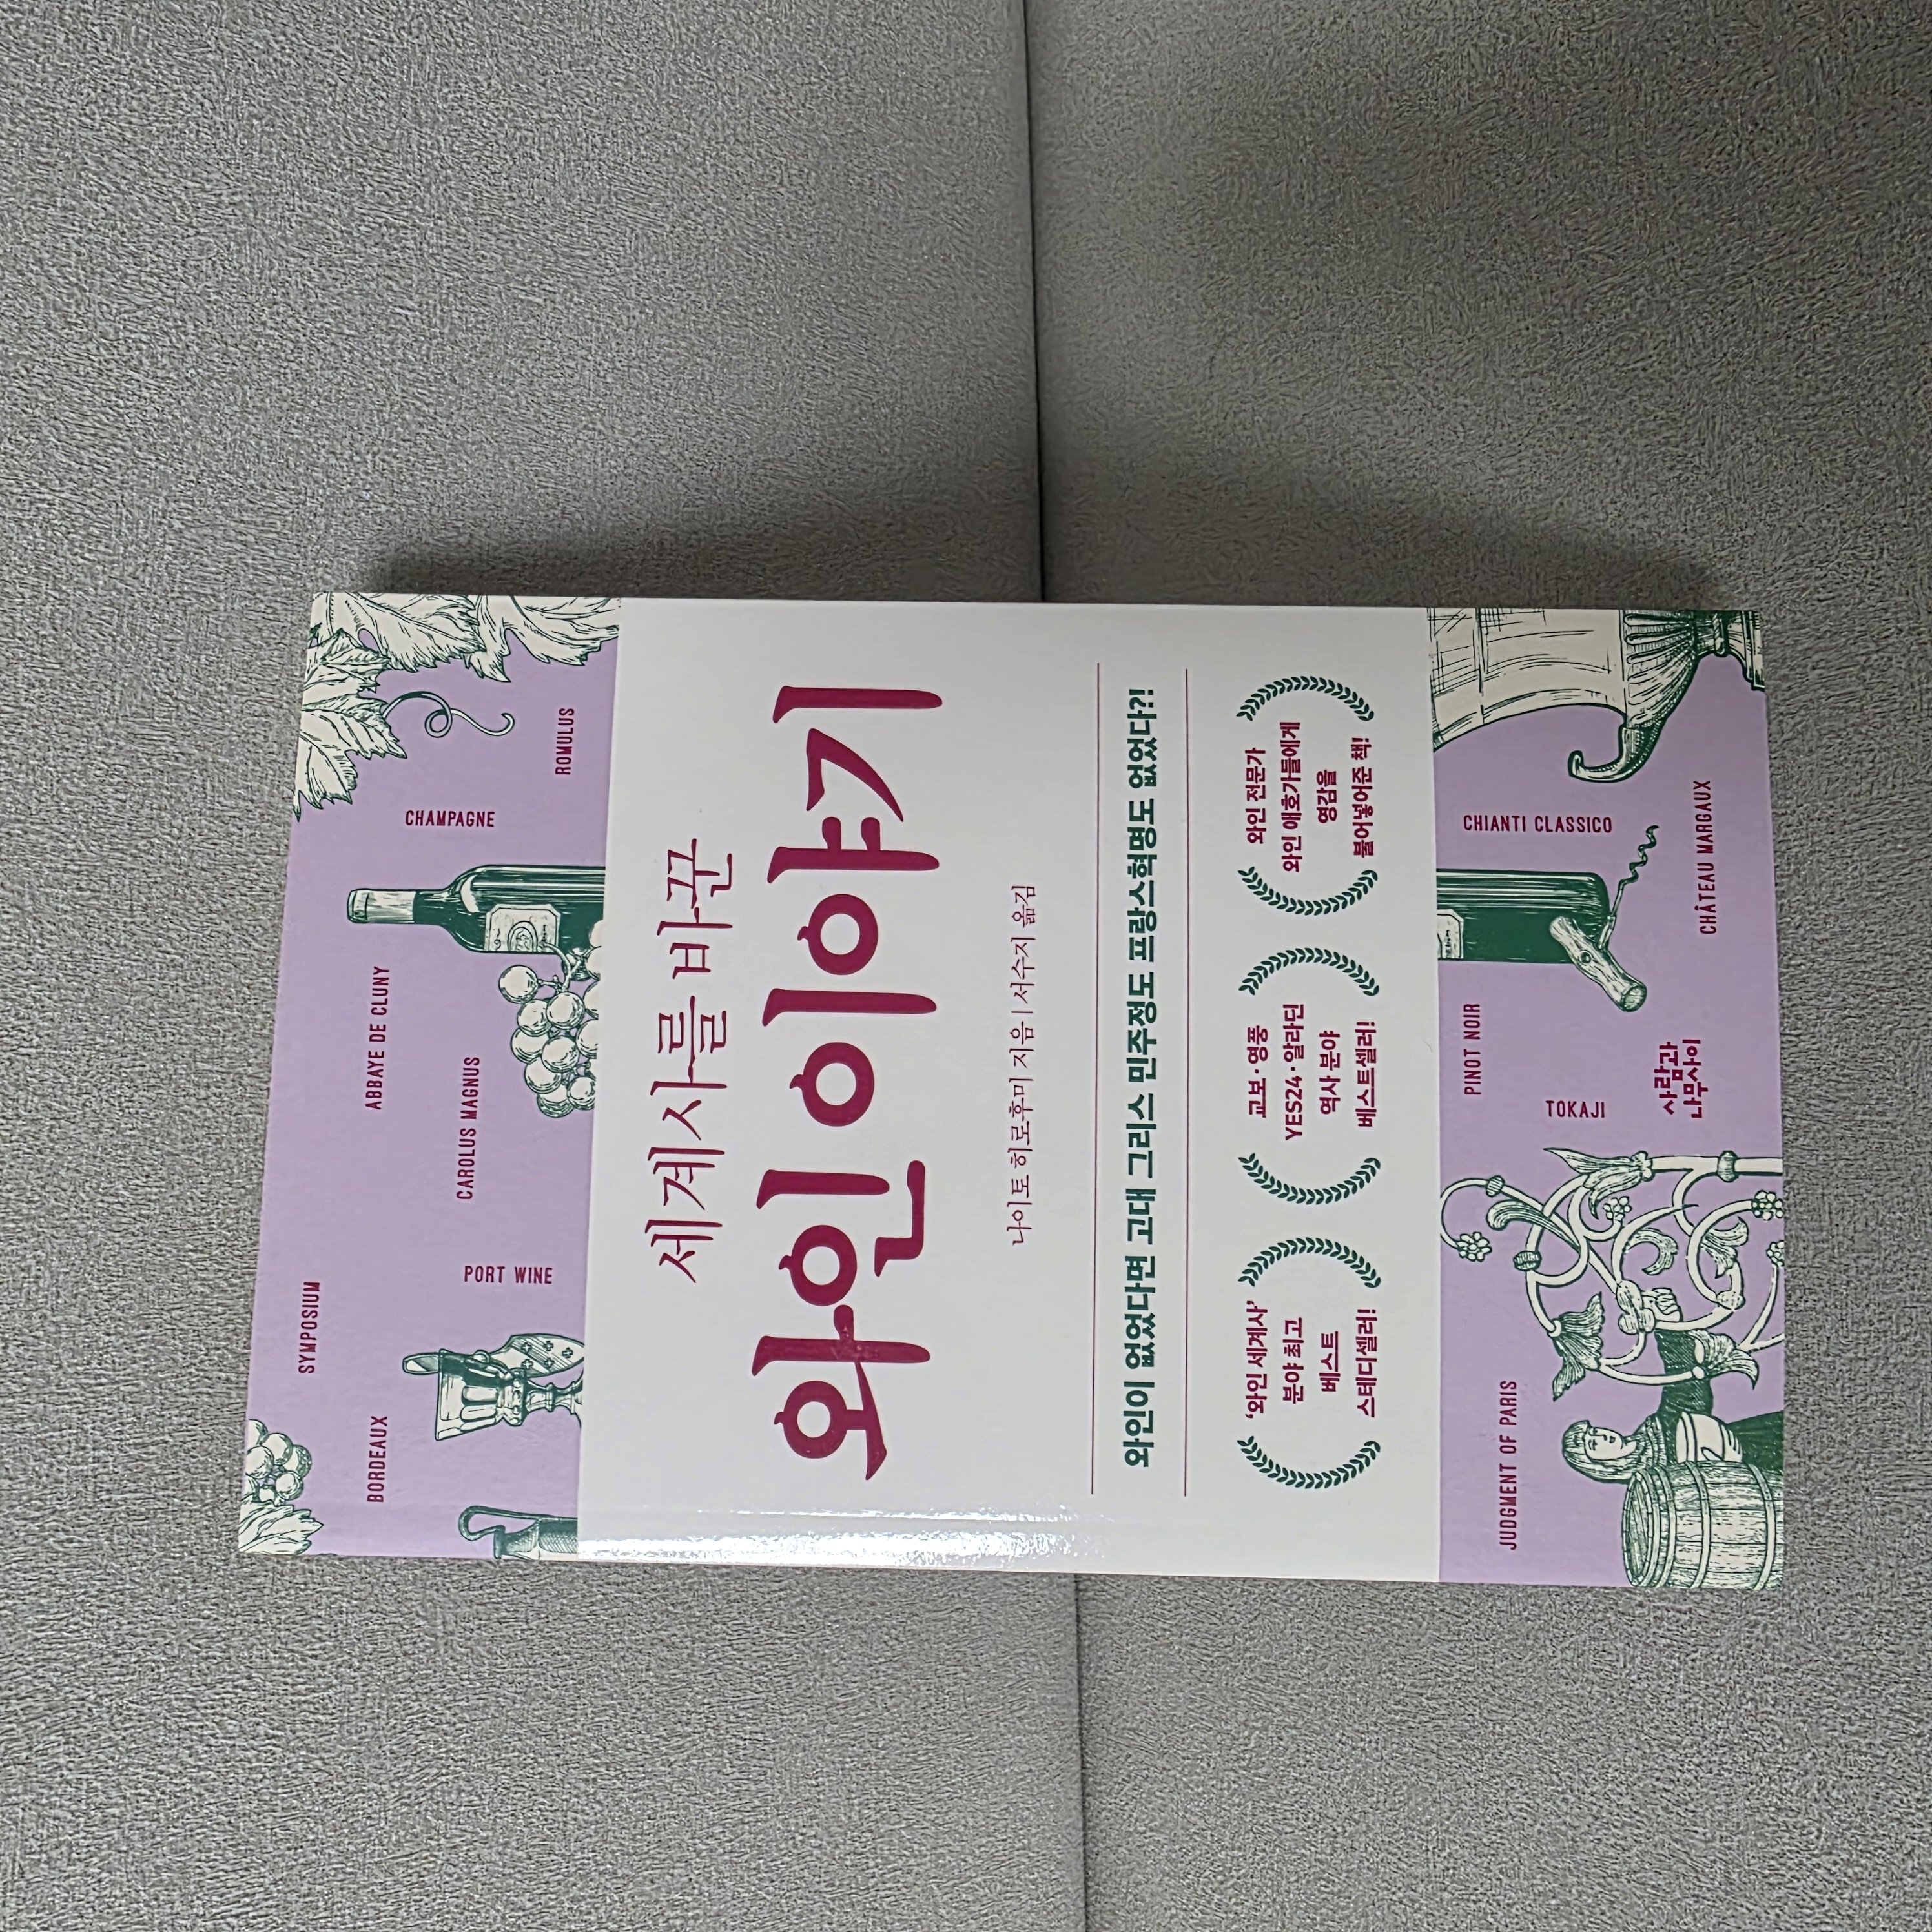 SYMPOSIUM
BORDEAUX
ABBAYE DE CLUNY
CHAMPAGNE
CAROLUS MAGNUS
PORT WINE
ROMULUS
세계사를 바꾼
와인 이야기
나이토 히로후미 지음 | 서수지 옮김
와인이 없었다면 고대 그리스 민주정도 프랑스혁명도 없었다?!
'와인 세계사'
분야 최고
베스트
스테디셀러!
교보·영풍
YES24·알라딘
역사 분야
베스트셀러!
와인 전문가
와인 애호가들에게
영감을
불어넣어준 책!
JUDGMENT OF PARIS
PINOT NOIR
CHIANTI CLASSICO
TOKAJI
사람과
나무사이
CHÂTEAU MARGAUX